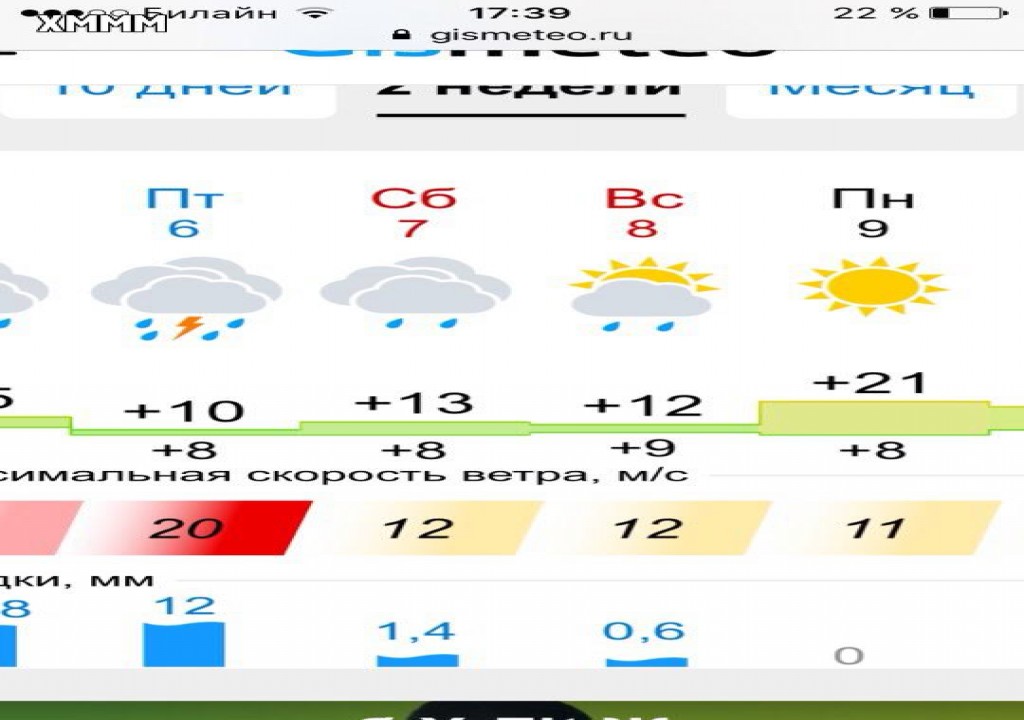 Билайн 17:39 22 %
ХМММ
gismeteo.ru
Gismeteo
10 дней 2 недели Месяц
Пт Сб Вс Пн
6 7 8 9
5 +10 +13 +12 +21
+8 +8 +9 +8
симальная скорость ветра, м/с
20 12 12 11
дки, мм
8 12 1,4 0,6 0